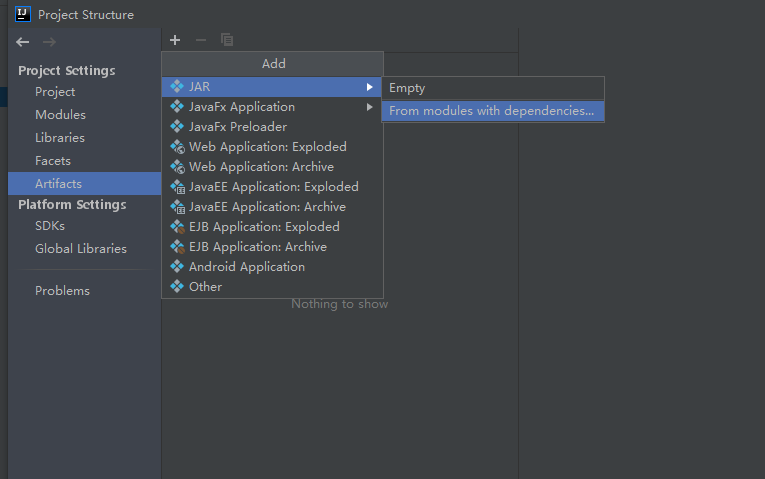 IJ
Project Structure
Project Settings
Project
Modules
Libraries
Facets
Artifacts
Platform Settings
SDKs
Global Libraries
Problems
Add
JAR
JavaFx Application
JavaFx Preloader
Web Application: Exploded
Web Application: Archive
JavaEE Application: Exploded
JavaEE Application: Archive
EJB Application: Exploded
EJB Application: Archive
Android Application
Other
Empty
From modules with dependencies...
Nothing to show